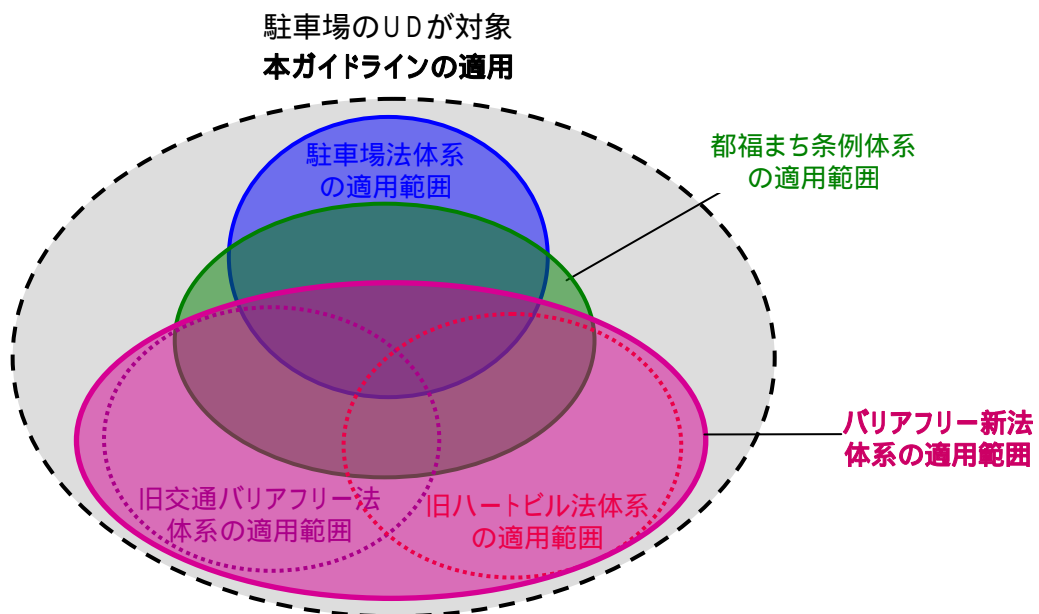 駐車場のUDが対象
本ガイドラインの適用
駐車場法体系
の適用範囲
都福まち条例体系
の適用範囲
バリアフリー新法
体系の適用範囲
旧交通バリアフリー法
体系の適用範囲
旧ハートビル法体系
の適用範囲